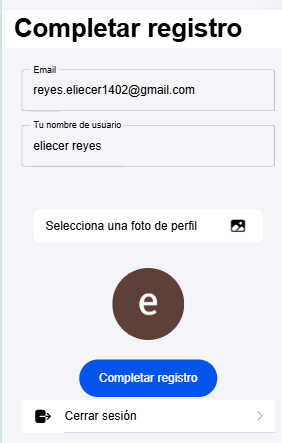 Completar registro
Email
reyes.eliecer1402@gmail.com
Tu nombre de usuario
eliecer reyes
Selecciona una foto de perfil
e
Completar registro
Cerrar sesión